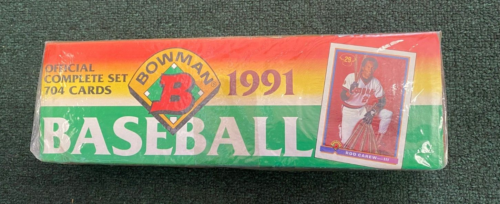 OFFICIAL
COMPLETE SET
704 CARDS
BOWMAN
B
1991
BASEBALL
ROD CAREW